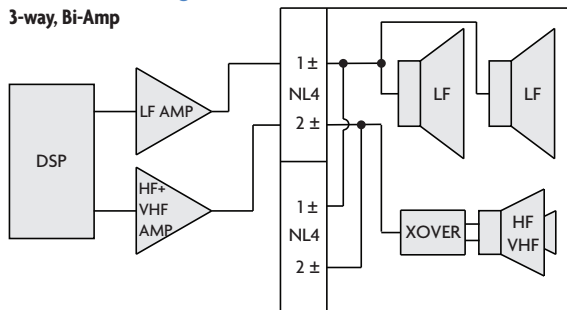 3-way, Bi-Amp
DSP
LF AMP
HF+
VHF
AMP
1 ±
NL4
2 ±
1 ±
NL4
2 ±
LF
LF
XOVER
HF
VHF